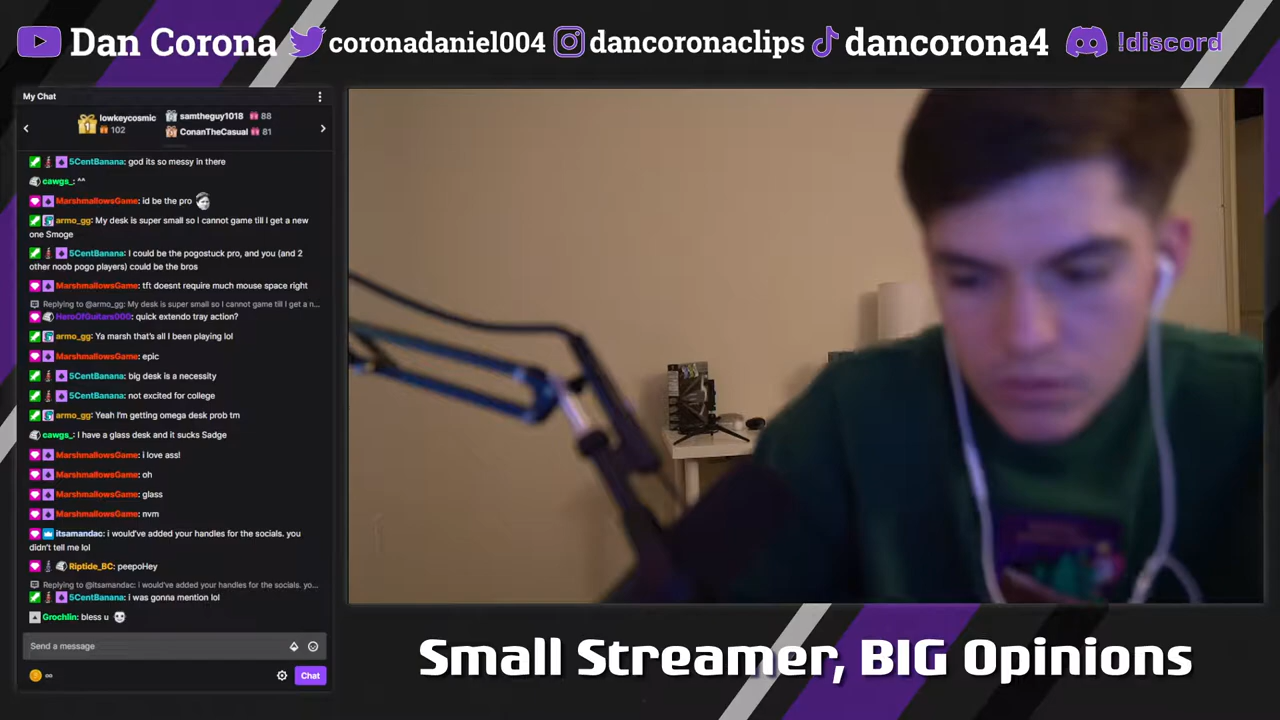 Dan Corona coronadaniel004 dancoronaclips dancorona4 !discord
My Chat
lowkeycosmic
102
samtheguy1018 88
ConanTheCasual 81
5CentBanana: god its so messy in there
cawgs_: ^^
MarshmallowsGame: id be the pro
armo_gg: My desk is super small so I cannot game till I get a new
one Smoge
5CentBanana: I could be the pogostuck pro, and you (and 2
other noob pogo players) could be the bros
MarshmallowsGame: tft doesnt require much mouse space right
Replying to @armo_gg: My desk is super small so I cannot game till I get a n...
HeroOfGuitars000: quick extendo tray action?
armo_gg: Ya marsh that's all I been playing lol
MarshmallowsGame: epic
5CentBanana: big desk is a necessity
5CentBanana: not excited for college
armo_gg: Yeah I'm getting omega desk prob tm
cawgs_: I have a glass desk and it sucks Sadge
MarshmallowsGame: i love ass!
MarshmallowsGame: oh
MarshmallowsGame: glass
MarshmallowsGame: nvm
itsamandac: i would've added your handles for the socials. you
didn't tell me lol
Riptide_BC: peepoHey
Replying to @itsamandac: i would've added your handles for the socials. yo...
5CentBanana: i was gonna mention lol
Grochlin: bless u
Send a message
∞
Chat
Small Streamer, BIG Opinions